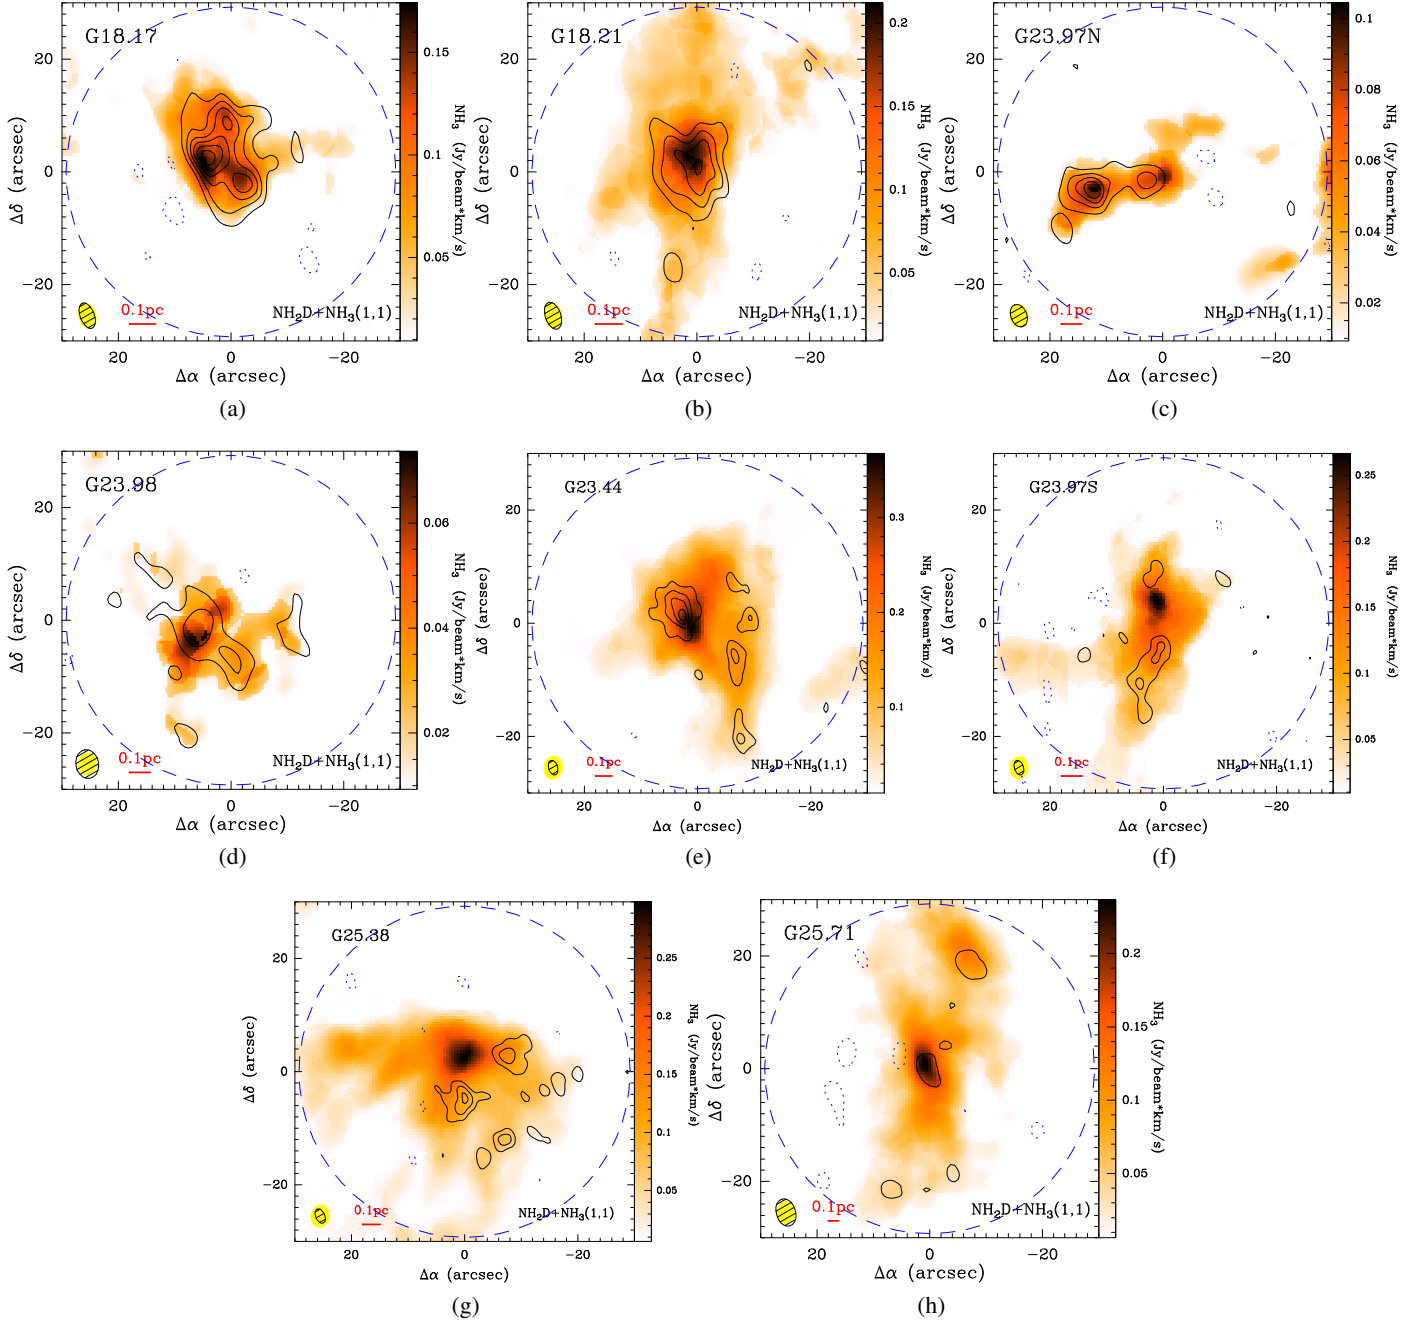 G18.17
20
0
−20
Δδ (arcsec)
0.1pc
NH₂D+NH₃(1,1)
20 0 −20
Δα (arcsec)
0.15
0.1
0.05
NH₃ (Jy/beam*km/s)
(a)
G18.21
20
0
−20
Δδ (arcsec)
0.1pc
NH₂D+NH₃(1,1)
20 0 −20
Δα (arcsec)
0.2
0.15
0.1
0.05
NH₃ (Jy/beam*km/s)
(b)
G23.97N
20
0
−20
Δδ (arcsec)
0.1pc
NH₂D+NH₃(1,1)
20 0 −20
Δα (arcsec)
0.1
0.08
0.06
0.04
0.02
NH₃ (Jy/beam*km/s)
(c)
G23.98
20
0
−20
Δδ (arcsec)
0.1pc
NH₂D+NH₃(1,1)
20 0 −20
Δα (arcsec)
0.06
0.04
0.02
NH₃ (Jy/beam*km/s)
(d)
G23.44
20
0
−20
Δδ (arcsec)
0.1pc
NH₂D+NH₃(1,1)
20 0 −20
Δα (arcsec)
0.3
0.2
0.1
NH₃ (Jy/beam*km/s)
(e)
G23.97S
20
0
−20
Δδ (arcsec)
0.1pc
NH₂D+NH₃(1,1)
20 0 −20
Δα (arcsec)
0.25
0.2
0.15
0.1
0.05
NH₃ (Jy/beam*km/s)
(f)
G25.38
20
0
−20
Δδ (arcsec)
0.1pc
NH₂D+NH₃(1,1)
20 0 −20
Δα (arcsec)
0.25
0.2
0.15
0.1
0.05
NH₃ (Jy/beam*km/s)
(g)
G25.71
20
0
−20
Δδ (arcsec)
0.1pc
NH₂D+NH₃(1,1)
20 0 −20
Δα (arcsec)
0.2
0.15
0.1
0.05
NH₃ (Jy/beam*km/s)
(h)